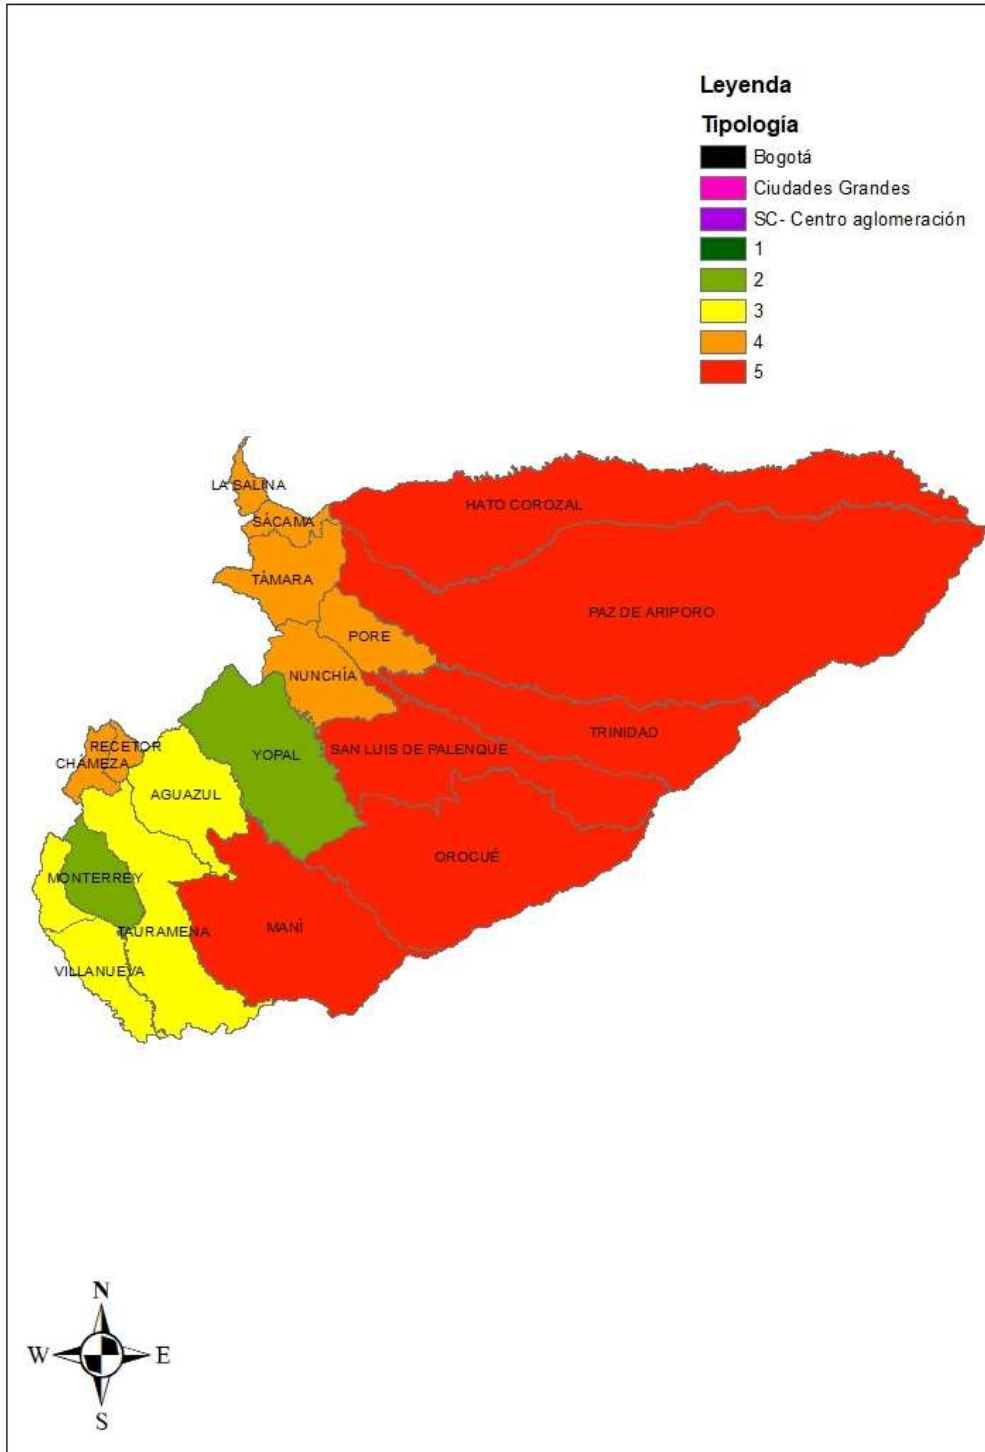 Leyenda
Tipología
Bogotá
Ciudades Grandes
SC- Centro aglomeración
1
2
3
4
5
LA SALINA
HATO COROZAL
SÁCAMA
TÁMARA
PAZ DE ARIPORO
PORE
NUNCHÍA
TRINIDAD
SAN LUIS DE PALENQUE
RECETOR
YOPAL
CHÁMEZA
AGUAZUL
OROCUÉ
MONTERREY
MANÍ
TAURAMENA
VILLANUEVA
N
W
E
S